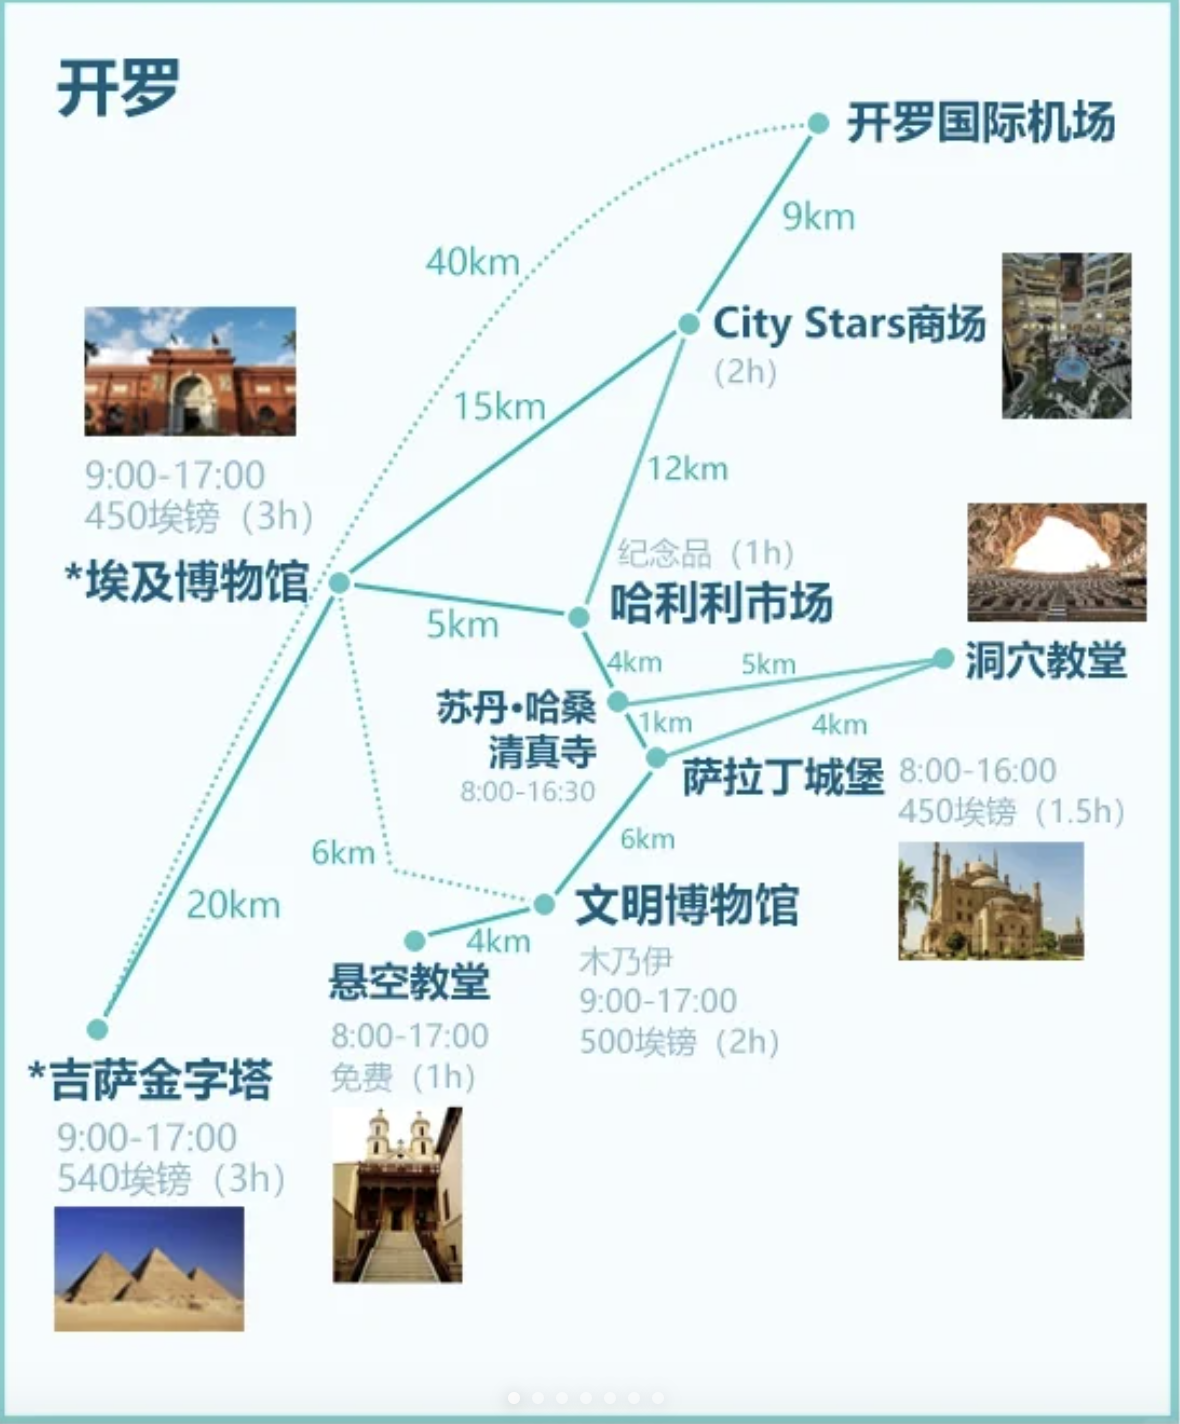 开罗
开罗国际机场
9km
40km
City Stars商场
(2h)
15km
12km
9:00-17:00
450埃镑（3h）
*埃及博物馆
纪念品（1h）
哈利利市场
5km
4km
5km
洞穴教堂
苏丹•哈桑
清真寺
8:00-16:30
1km
4km
萨拉丁城堡
8:00-16:00
450埃镑（1.5h）
6km
6km
20km
文明博物馆
木乃伊
9:00-17:00
500埃镑（2h）
4km
悬空教堂
8:00-17:00
免费（1h）
*吉萨金字塔
9:00-17:00
540埃镑（3h）